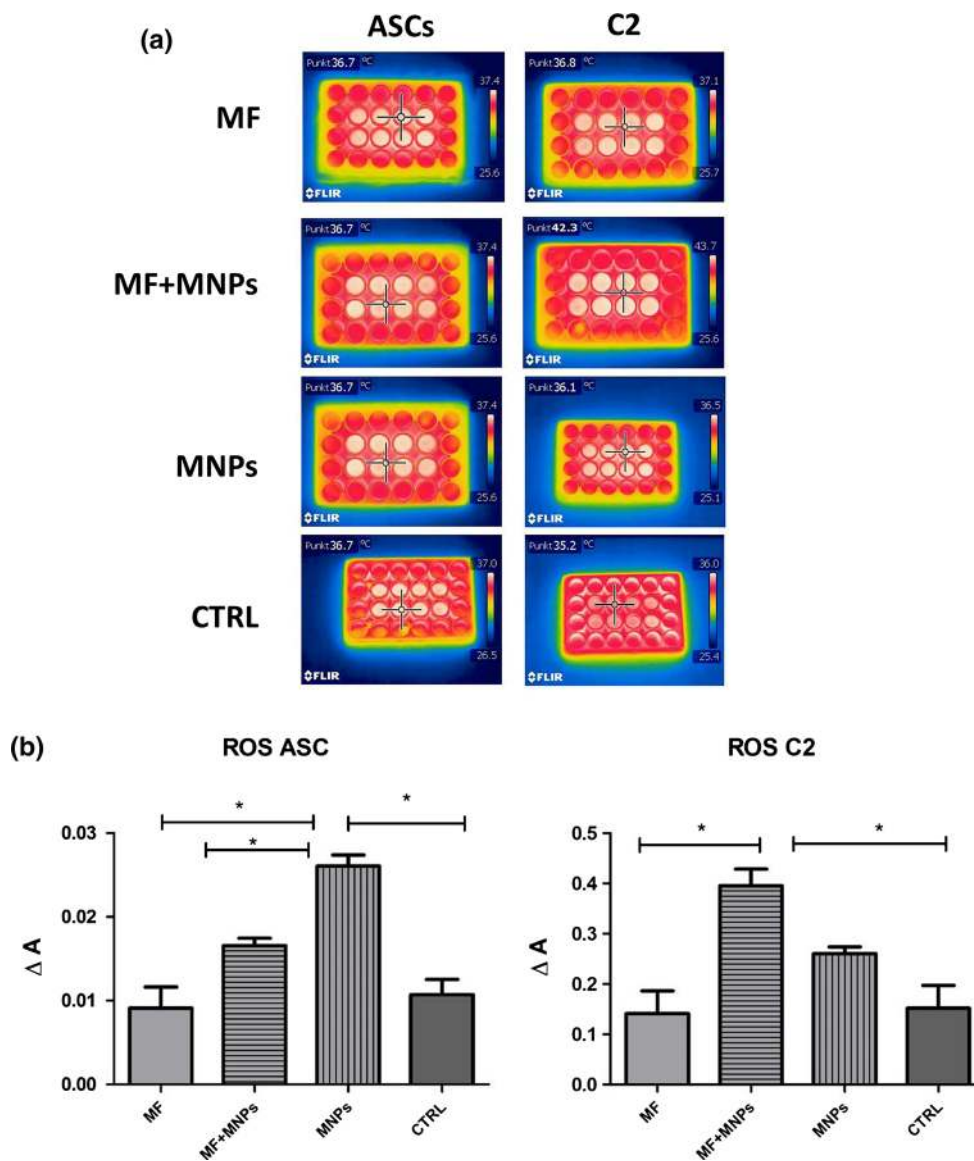 (a)
ASCs
C2
MF
Punkt 36.7 °C
37.4
25.6
FLIR
Punkt 36.8 °C
37.1
25.7
FLIR
MF+MNPs
Punkt 36.7 °C
37.4
25.6
FLIR
Punkt 42.3 °C
43.7
25.6
FLIR
MNPs
Punkt 36.7 °C
37.4
25.6
FLIR
Punkt 36.1 °C
36.5
25.1
FLIR
CTRL
Punkt 36.7 °C
37.0
26.5
FLIR
Punkt 35.2 °C
36.0
25.4
FLIR
(b)
ROS ASC
*
*
*
0.03
0.02
0.01
0.00
Δ A
MF
MF+MNPs
MNPs
CTRL
ROS C2
*
*
0.5
0.4
0.3
0.2
0.1
0.0
Δ A
MF
MF+MNPs
MNPs
CTRL